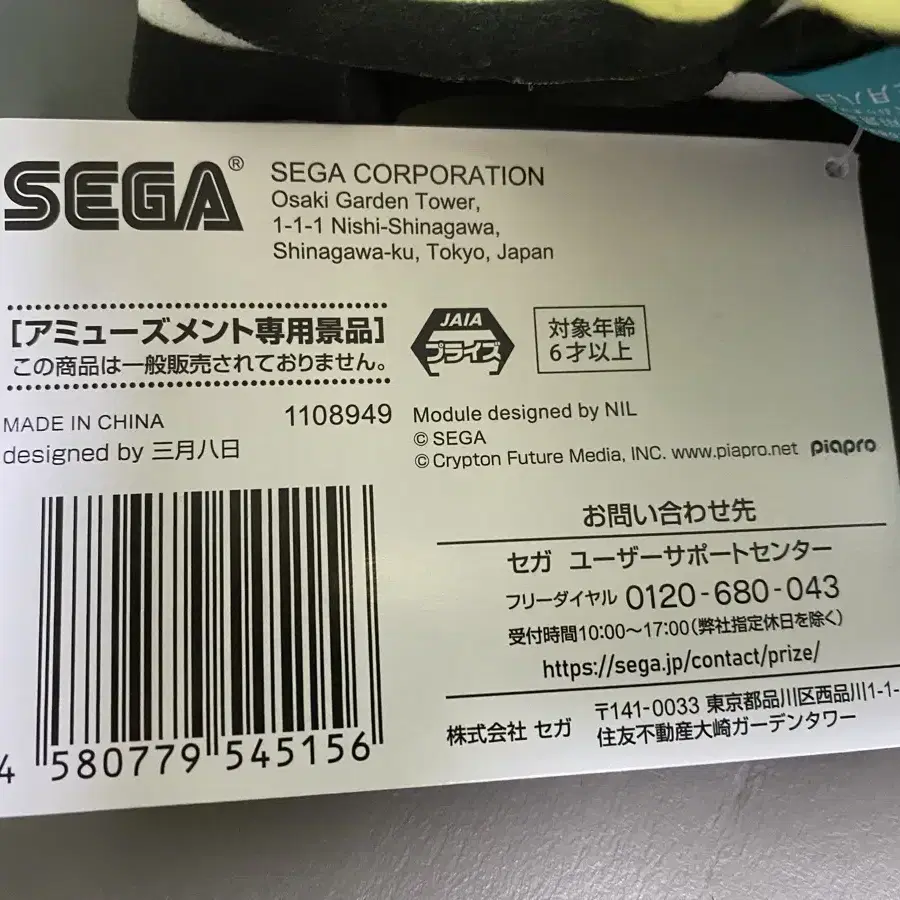 月八日
SEGA®
SEGA CORPORATION
Osaki Garden Tower,
1-1-1 Nishi-Shinagawa,
Shinagawa-ku, Tokyo, Japan
[アミューズメント専用景品]
この商品は一般販売されておりません。
JAIA
プライズ
対象年齢
6才以上
MADE IN CHINA
1108949
designed by 三月八日
Module designed by NIL
© SEGA
© Crypton Future Media, INC. www.piapro.net piapro
4 580779 545156
お問い合わせ先
セガ ユーザーサポートセンター
フリーダイヤル 0120-680-043
受付時間10:00～17:00(弊社指定休日を除く)
https://sega.jp/contact/prize/
株式会社 セガ
〒141-0033 東京都品川区西品川1-1-
住友不動産大崎ガーデンタワー